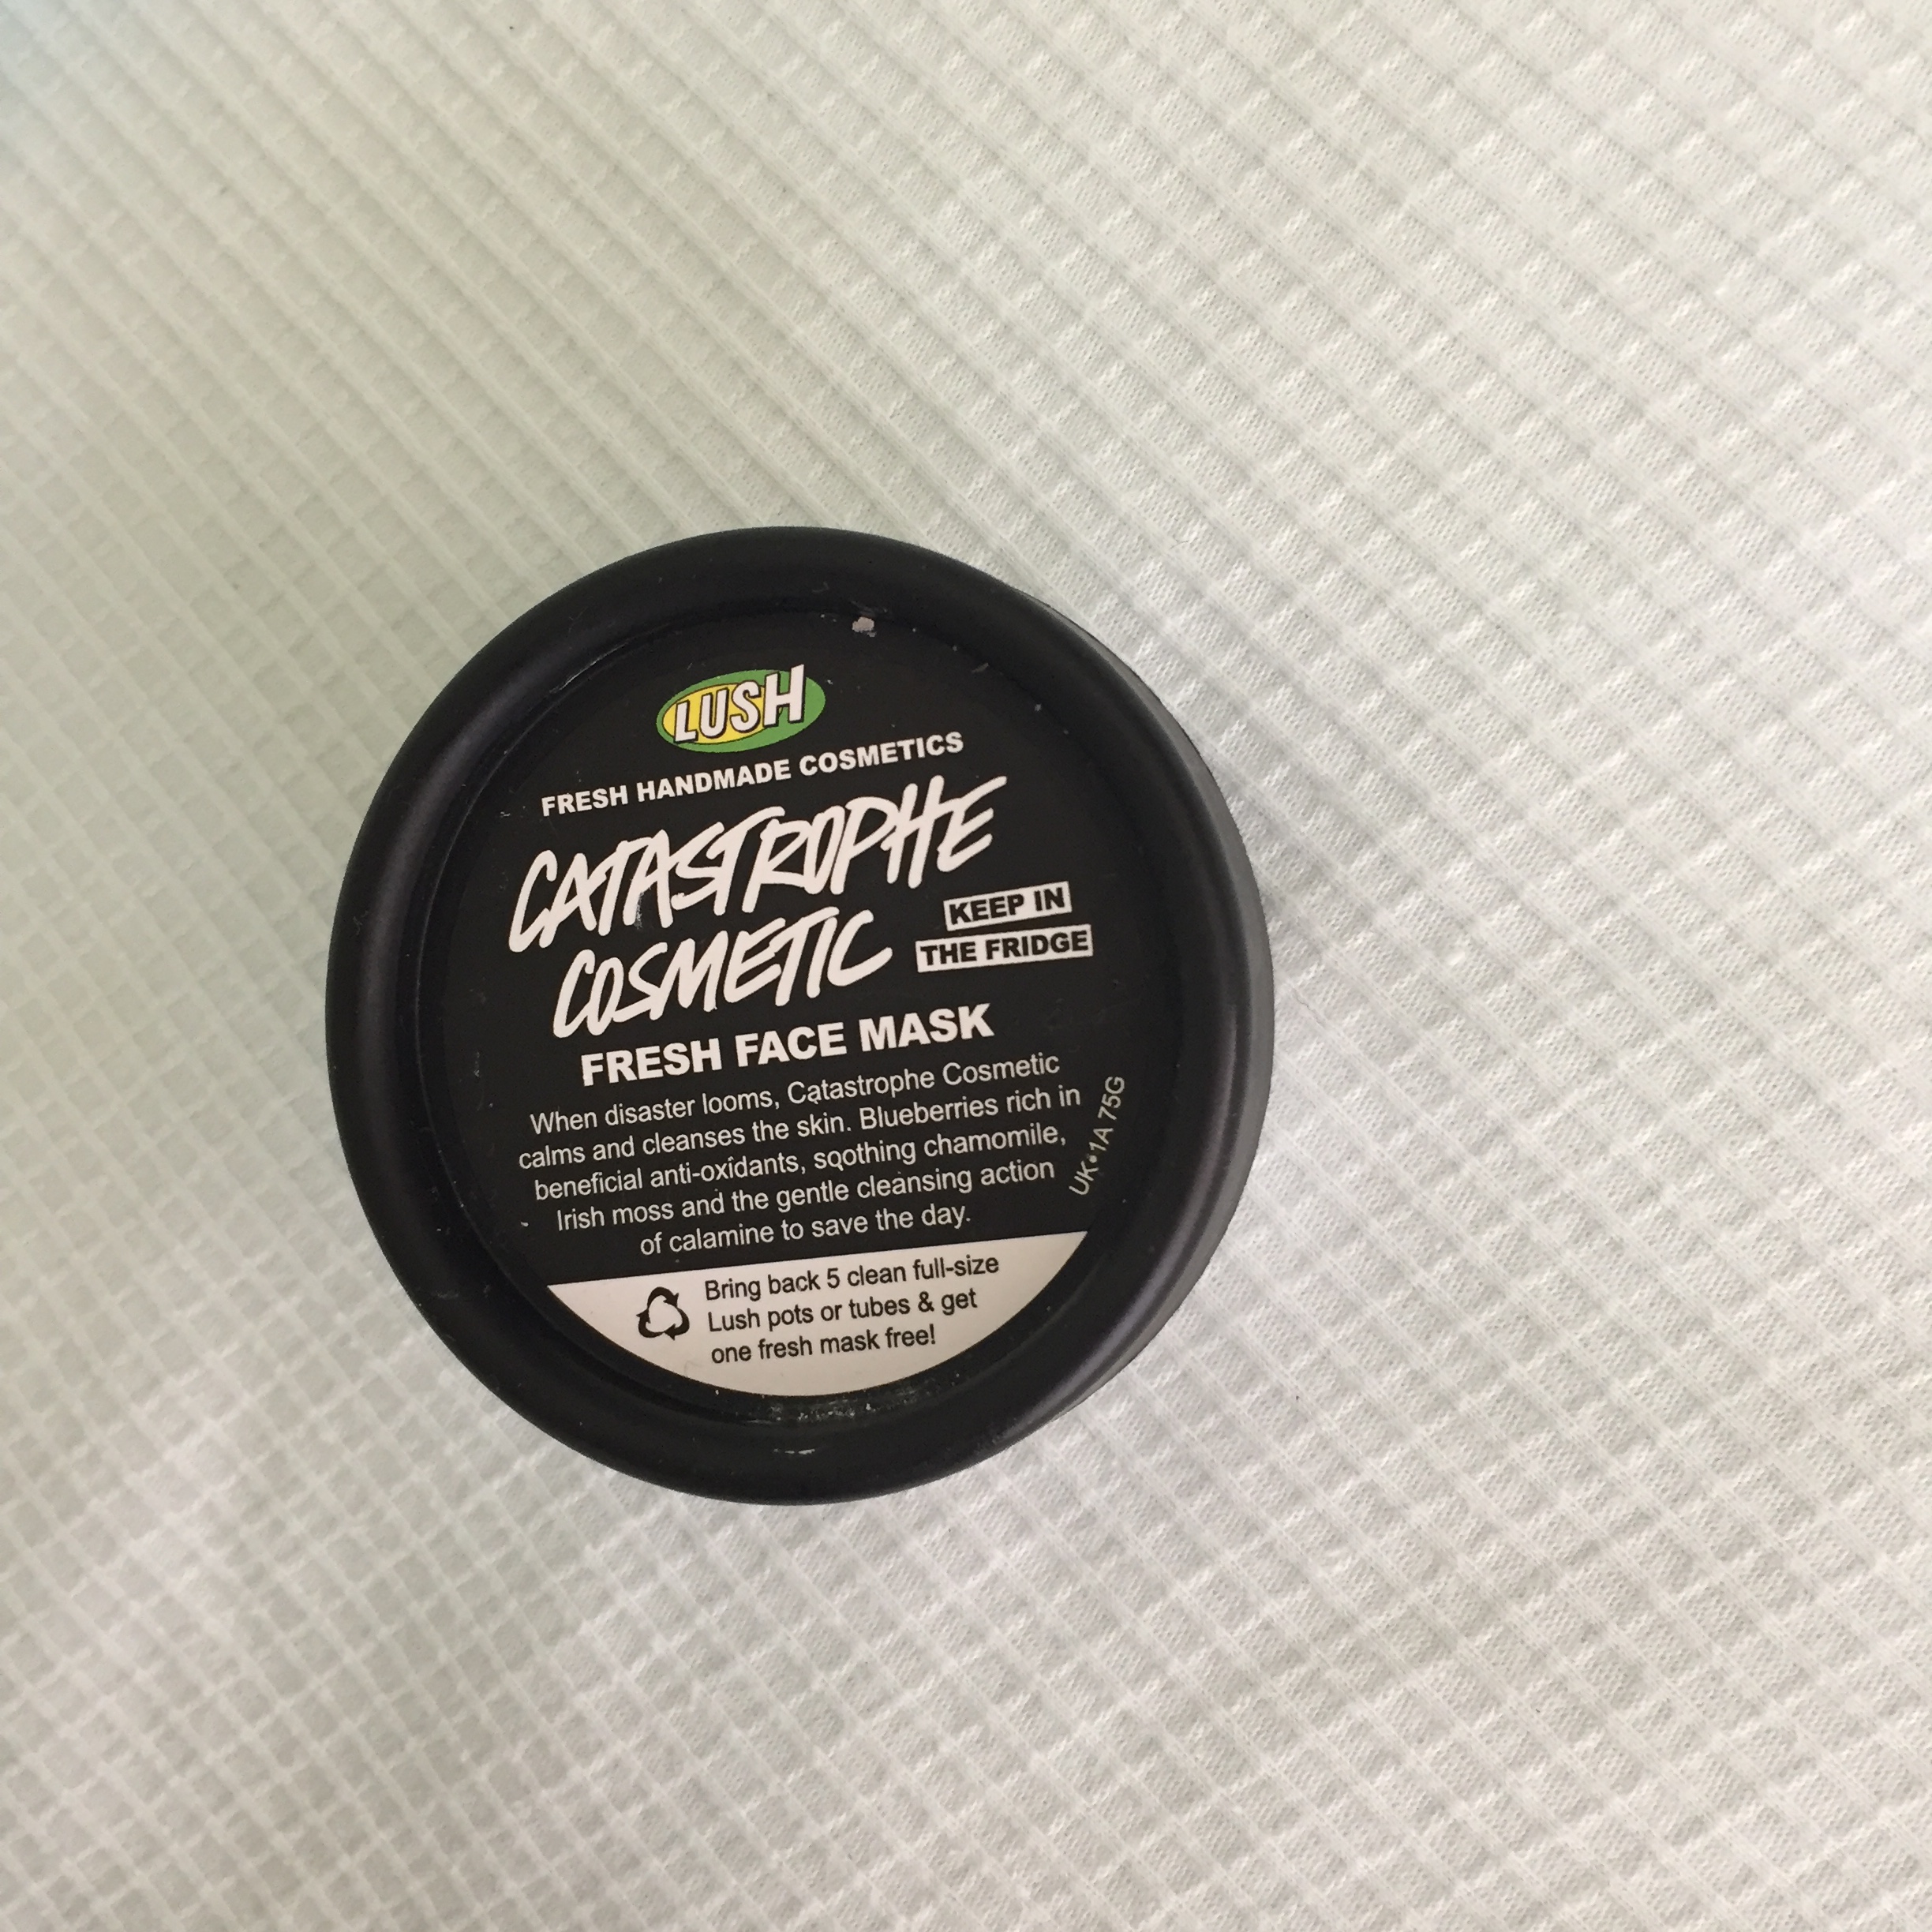 LUSH
FRESH HANDMADE COSMETICS
CATASTROPHE
COSMETIC
KEEP IN
THE FRIDGE
FRESH FACE MASK
When disaster looms, Catastrophe Cosmetic
calms and cleanses the skin. Blueberries rich in
beneficial anti-oxidants, soothing chamomile,
Irish moss and the gentle cleansing action
of calamine to save the day.
UK•1A 75G
Bring back 5 clean full-size
Lush pots or tubes & get
one fresh mask free!